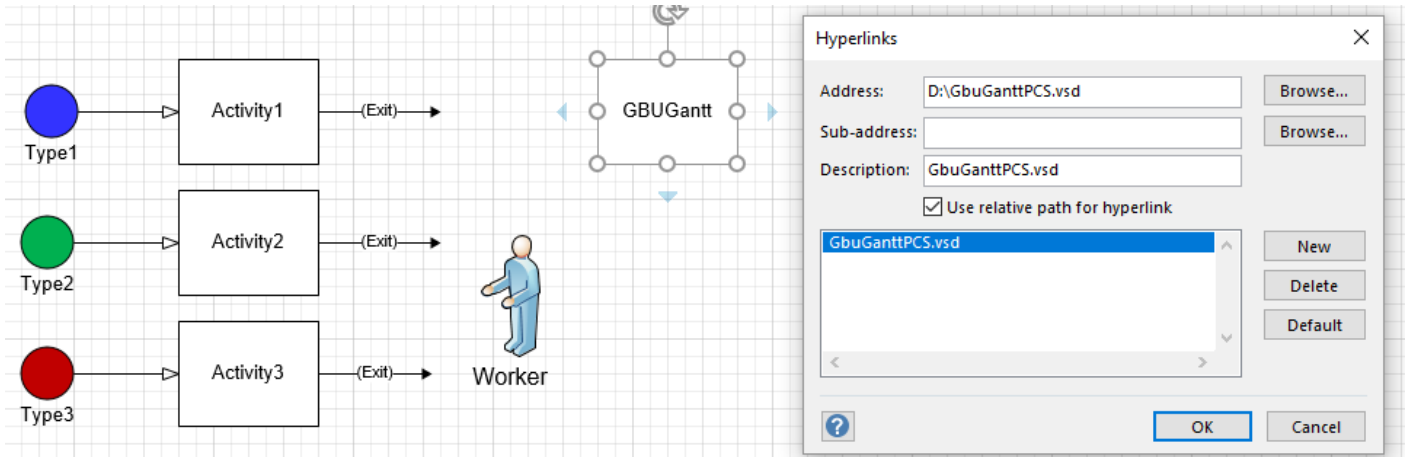 Activity1
(Exit)
Type1
GBUGantt
Activity2
(Exit)
Type2
Activity3
(Exit)
Type3
Worker
Hyperlinks
Address: D:\GbuGanttPCS.vsd Browse...
Sub-address: Browse...
Description: GbuGanttPCS.vsd
Use relative path for hyperlink
GbuGanttPCS.vsd
New
Delete
Default
? OK Cancel